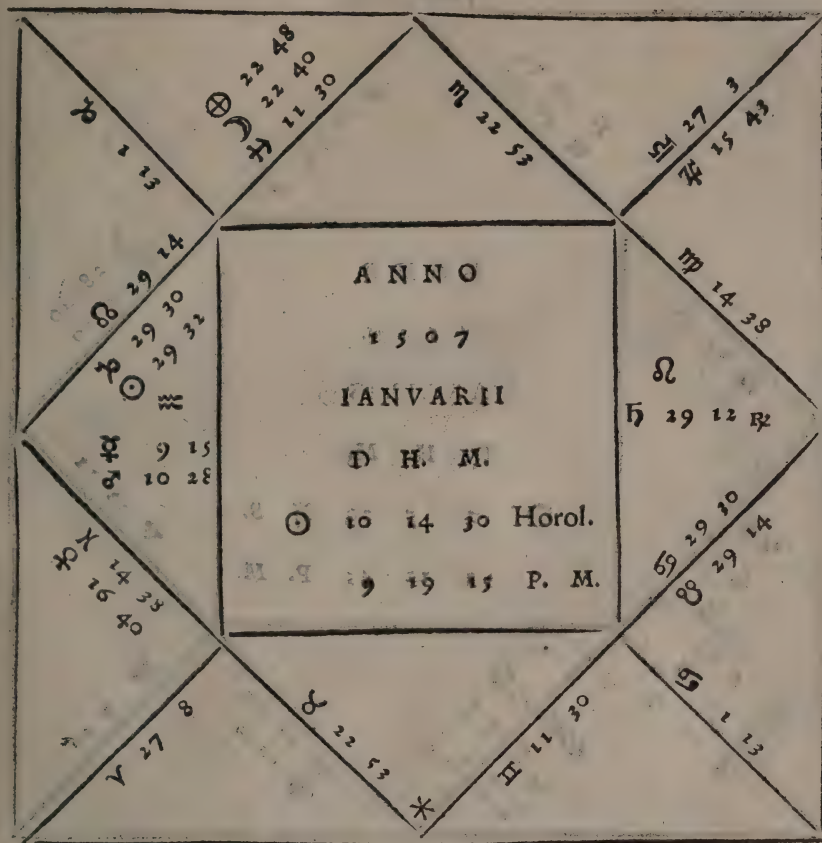 ⊕ 22 48
☽ 22 40
♐ 11 30
♏ 22 53
♎ 27 3
♃ 15 43
♑ 1 13
♍ 14 38
☊ 29 14
♑ 29 30
☉ 29 32
♒
☿ 9 15
♂ 10 28
ANNO
1507
IANVARII
D H. M.
☉ 10 14 30 Horol.
9 19 15 P. M.
♌
♄ 29 12 ℞
♋ 29 30
☋ 29 14
♓ 14 38
♀ 16 40
♋ 1 13
♈ 27 8
♉ 22 53
♊ 11 30
*